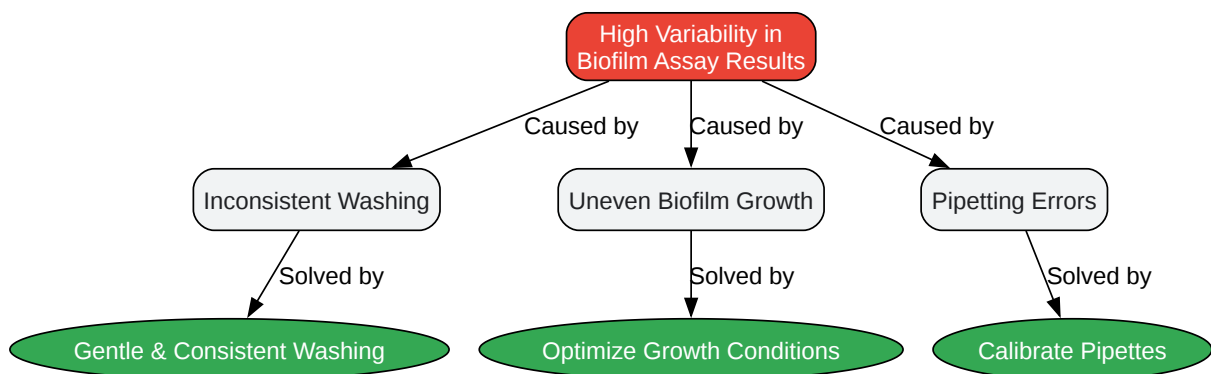 High Variability in
Biofilm Assay Results
Caused by
Caused by
Caused by
Inconsistent Washing
Uneven Biofilm Growth
Pipetting Errors
Solved by
Solved by
Solved by
Gentle & Consistent Washing
Optimize Growth Conditions
Calibrate Pipettes